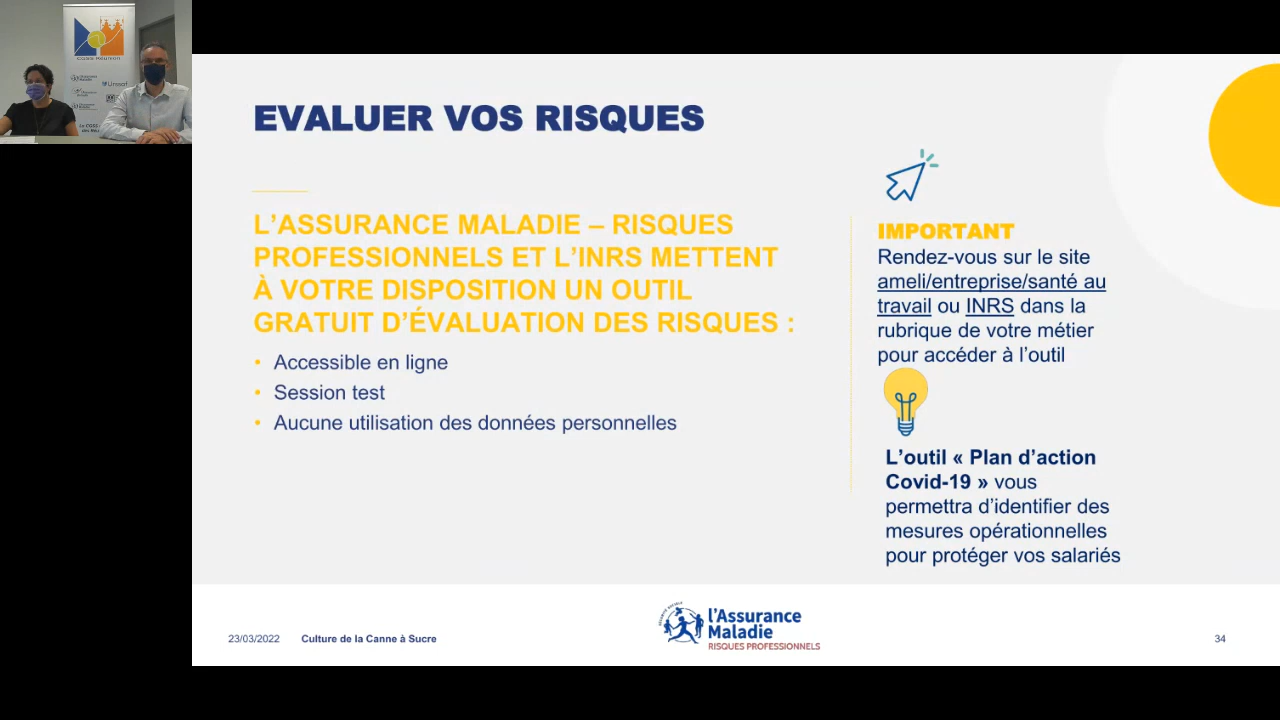 CGSS Réunion
EVALUER VOS RISQUES
L’ASSURANCE MALADIE – RISQUES
PROFESSIONNELS ET L’INRS METTENT
À VOTRE DISPOSITION UN OUTIL
GRATUIT D’ÉVALUATION DES RISQUES :
• Accessible en ligne
• Session test
• Aucune utilisation des données personnelles
IMPORTANT
Rendez-vous sur le site
ameli/entreprise/santé au
travail ou INRS dans la
rubrique de votre métier
pour accéder à l’outil
L’outil « Plan d’action
Covid-19 » vous
permettra d’identifier des
mesures opérationnelles
pour protéger vos salariés
23/03/2022 Culture de la Canne à Sucre
l’Assurance
Maladie
RISQUES PROFESSIONNELS
34